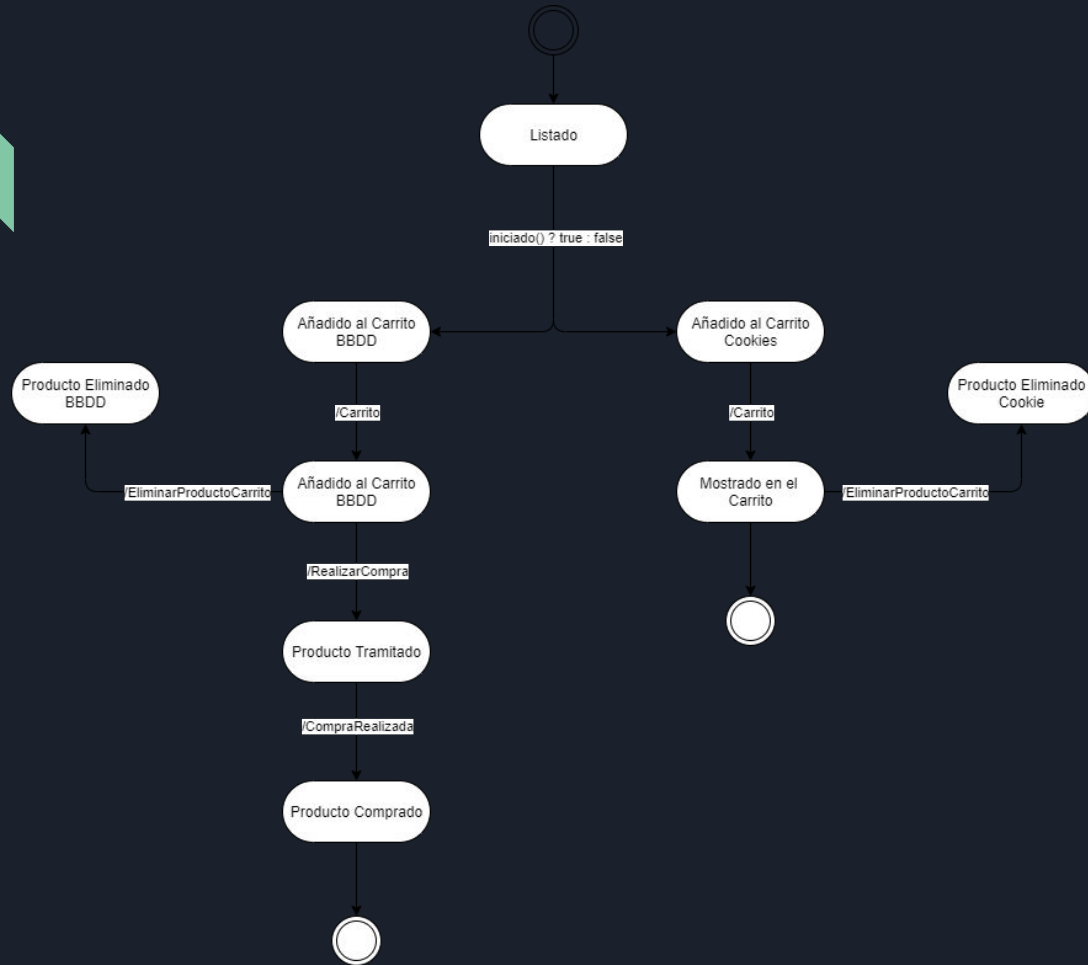 Listado
iniciado() ? true : false
Añadido al Carrito
BBDD
Añadido al Carrito
Cookies
Producto Eliminado
BBDD
/Carrito
/Carrito
Producto Eliminado
Cookie
/EliminarProductoCarrito
Añadido al Carrito
BBDD
Mostrado en el
Carrito
/EliminarProductoCarrito
/RealizarCompra
Producto Tramitado
/CompraRealizada
Producto Comprado